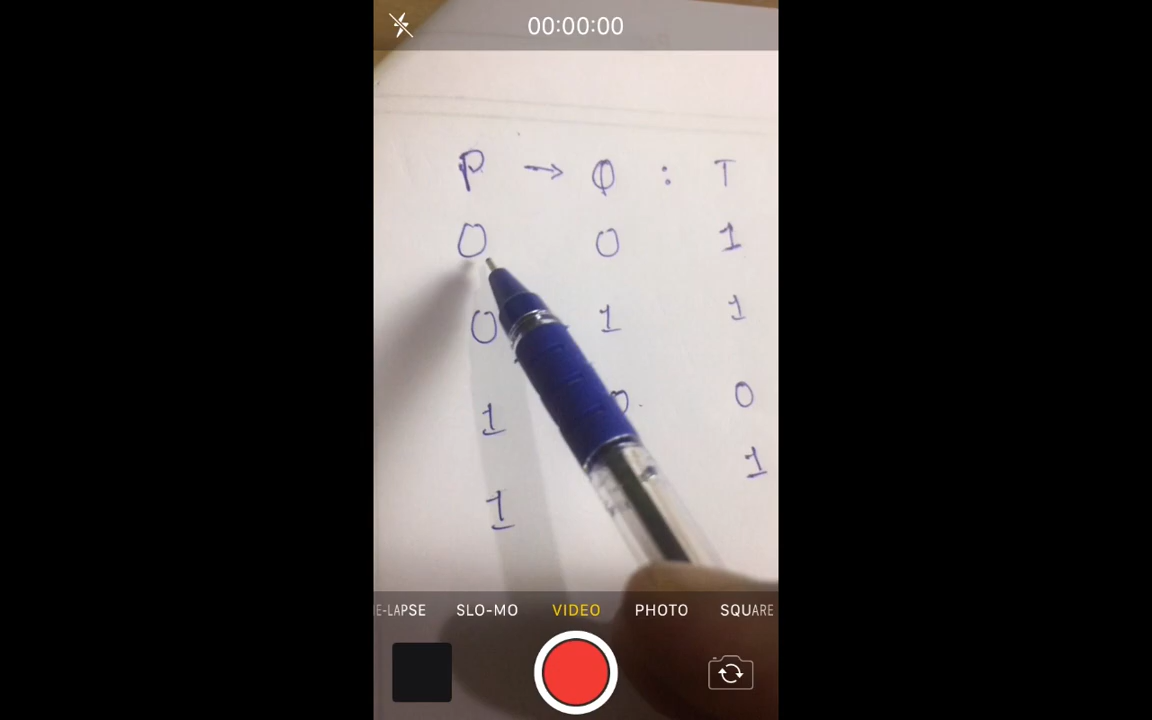 00:00:00
P → Q : T
0 0 1
0 1 1
1 0 0
1 1
E-LAPSE SLO-MO VIDEO PHOTO SQUARE